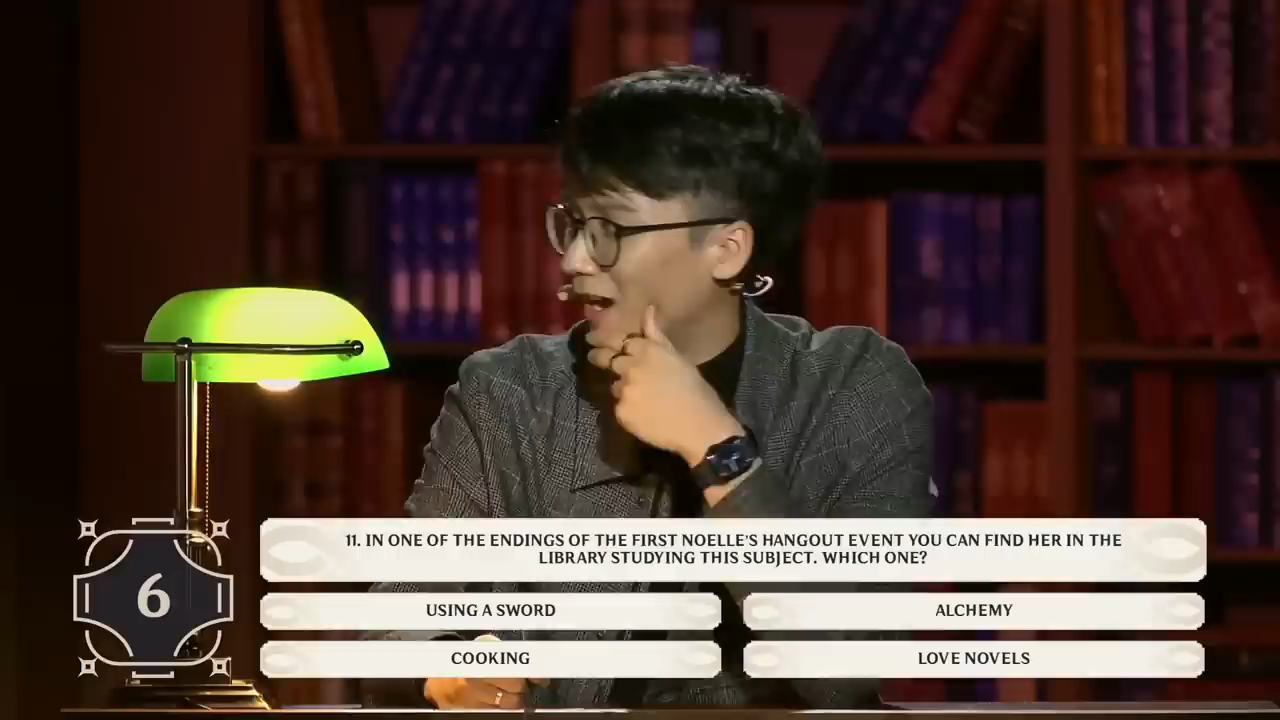 11. IN ONE OF THE ENDINGS OF THE FIRST NOELLE'S HANGOUT EVENT YOU CAN FIND HER IN THE
LIBRARY STUDYING THIS SUBJECT. WHICH ONE?
6
USING A SWORD
ALCHEMY
COOKING
LOVE NOVELS